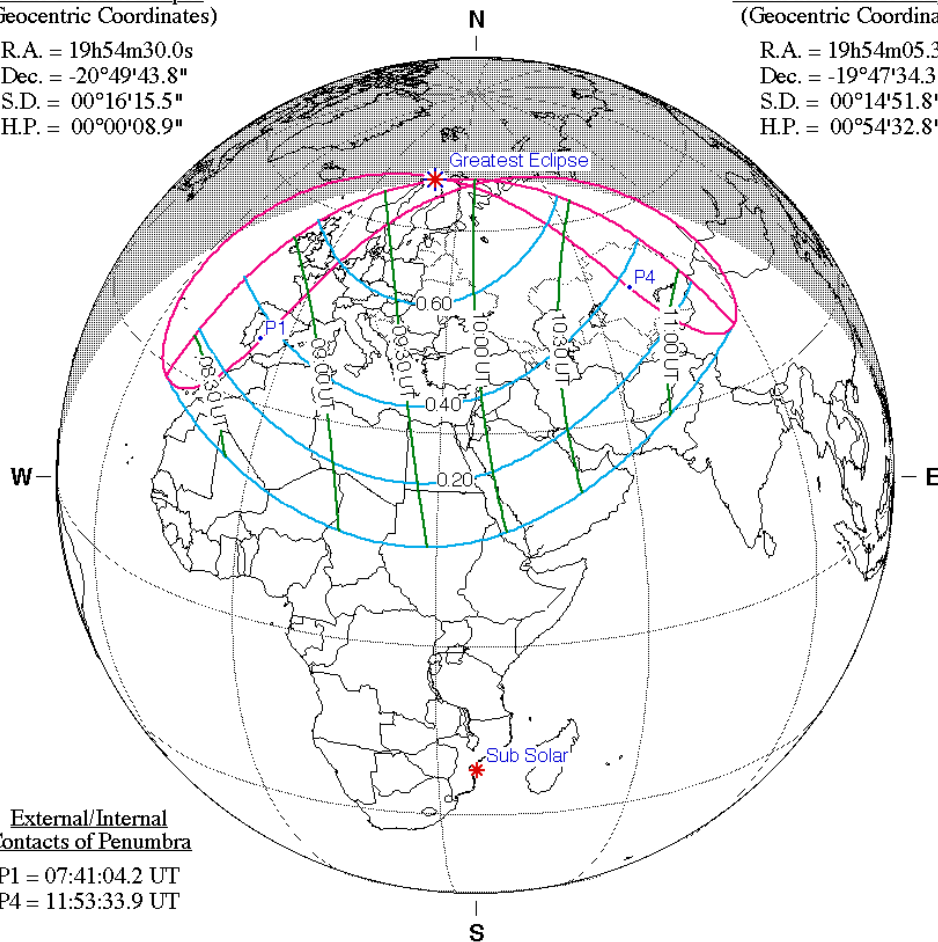 Geocentric Coordinates)
R.A. = 19h54m30.0s
Dec. = -20°49'43.8"
S.D. = 00°16'15.5"
H.P. = 00°00'08.9"
N
(Geocentric Coordina
R.A. = 19h54m05.3
Dec. = -19°47'34.3
S.D. = 00°14'51.8"
H.P. = 00°54'32.8"
Greatest Eclipse
P1
P4
0.60
0.40
0.20
08:30 UT
09:00 UT
09:30 UT
10:00 UT
10:30 UT
11:00 UT
W
E
Sub Solar
External/Internal
Contacts of Penumbra
P1 = 07:41:04.2 UT
P4 = 11:53:33.9 UT
S